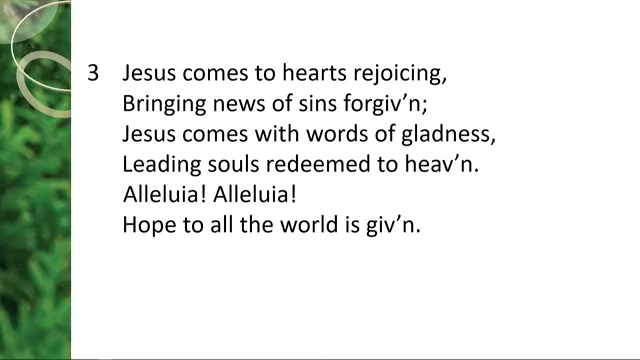 3 Jesus comes to hearts rejoicing,
Bringing news of sins forgiv’n;
Jesus comes with words of gladness,
Leading souls redeemed to heav’n.
Alleluia! Alleluia!
Hope to all the world is giv’n.